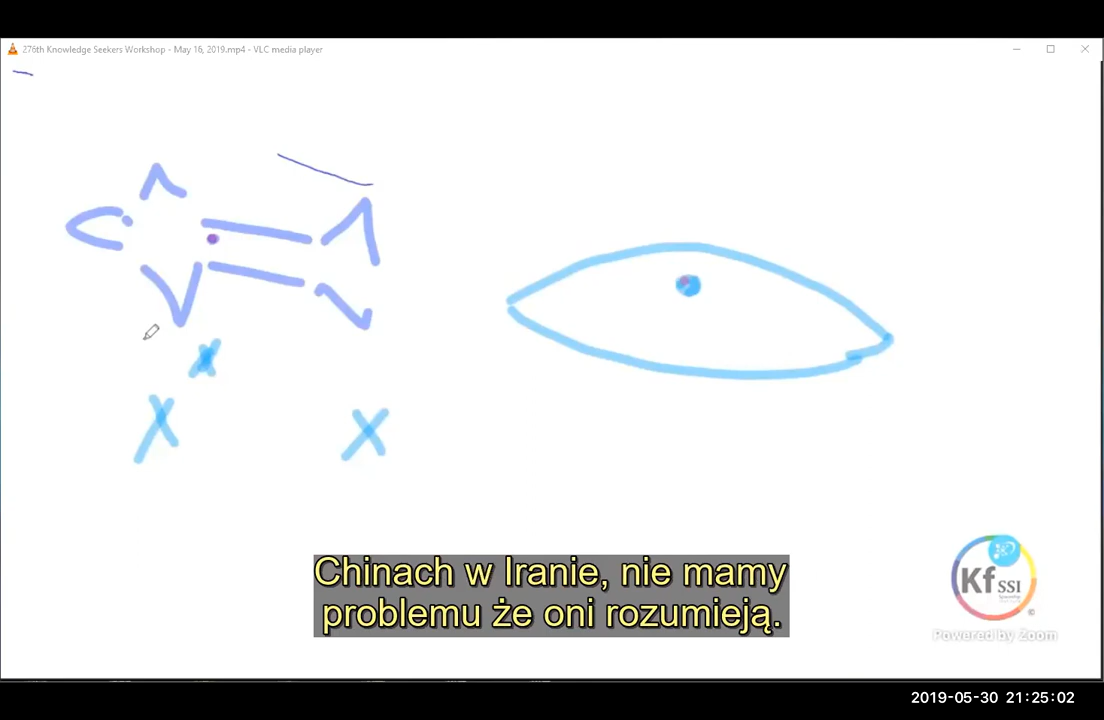 276th Knowledge Seekers Workshop - May 16, 2019.mp4 - VLC media player
X
X
X
Chinach w Iranie, nie mamy
problemu że oni rozumieją.
Kf SSI
Powered by Zoom
2019-05-30 21:25:02